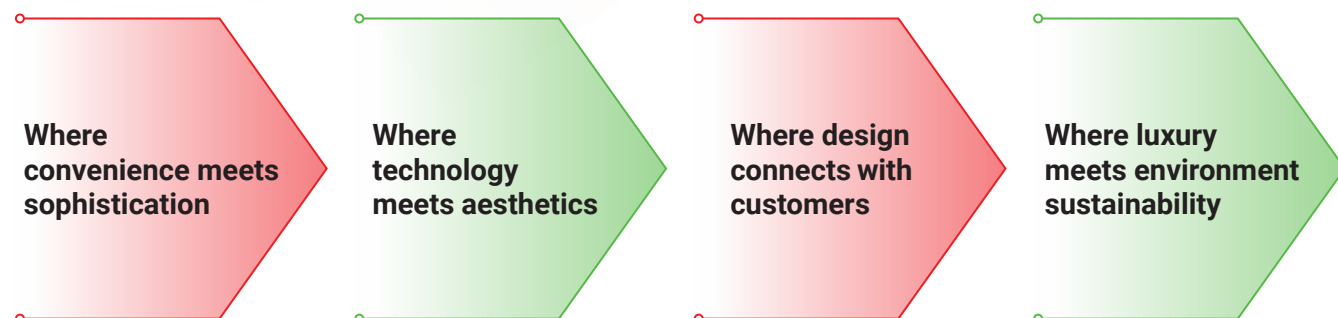 Where
convenience meets
sophistication
Where
technology
meets aesthetics
Where design
connects with
customers
Where luxury
meets environment
sustainability